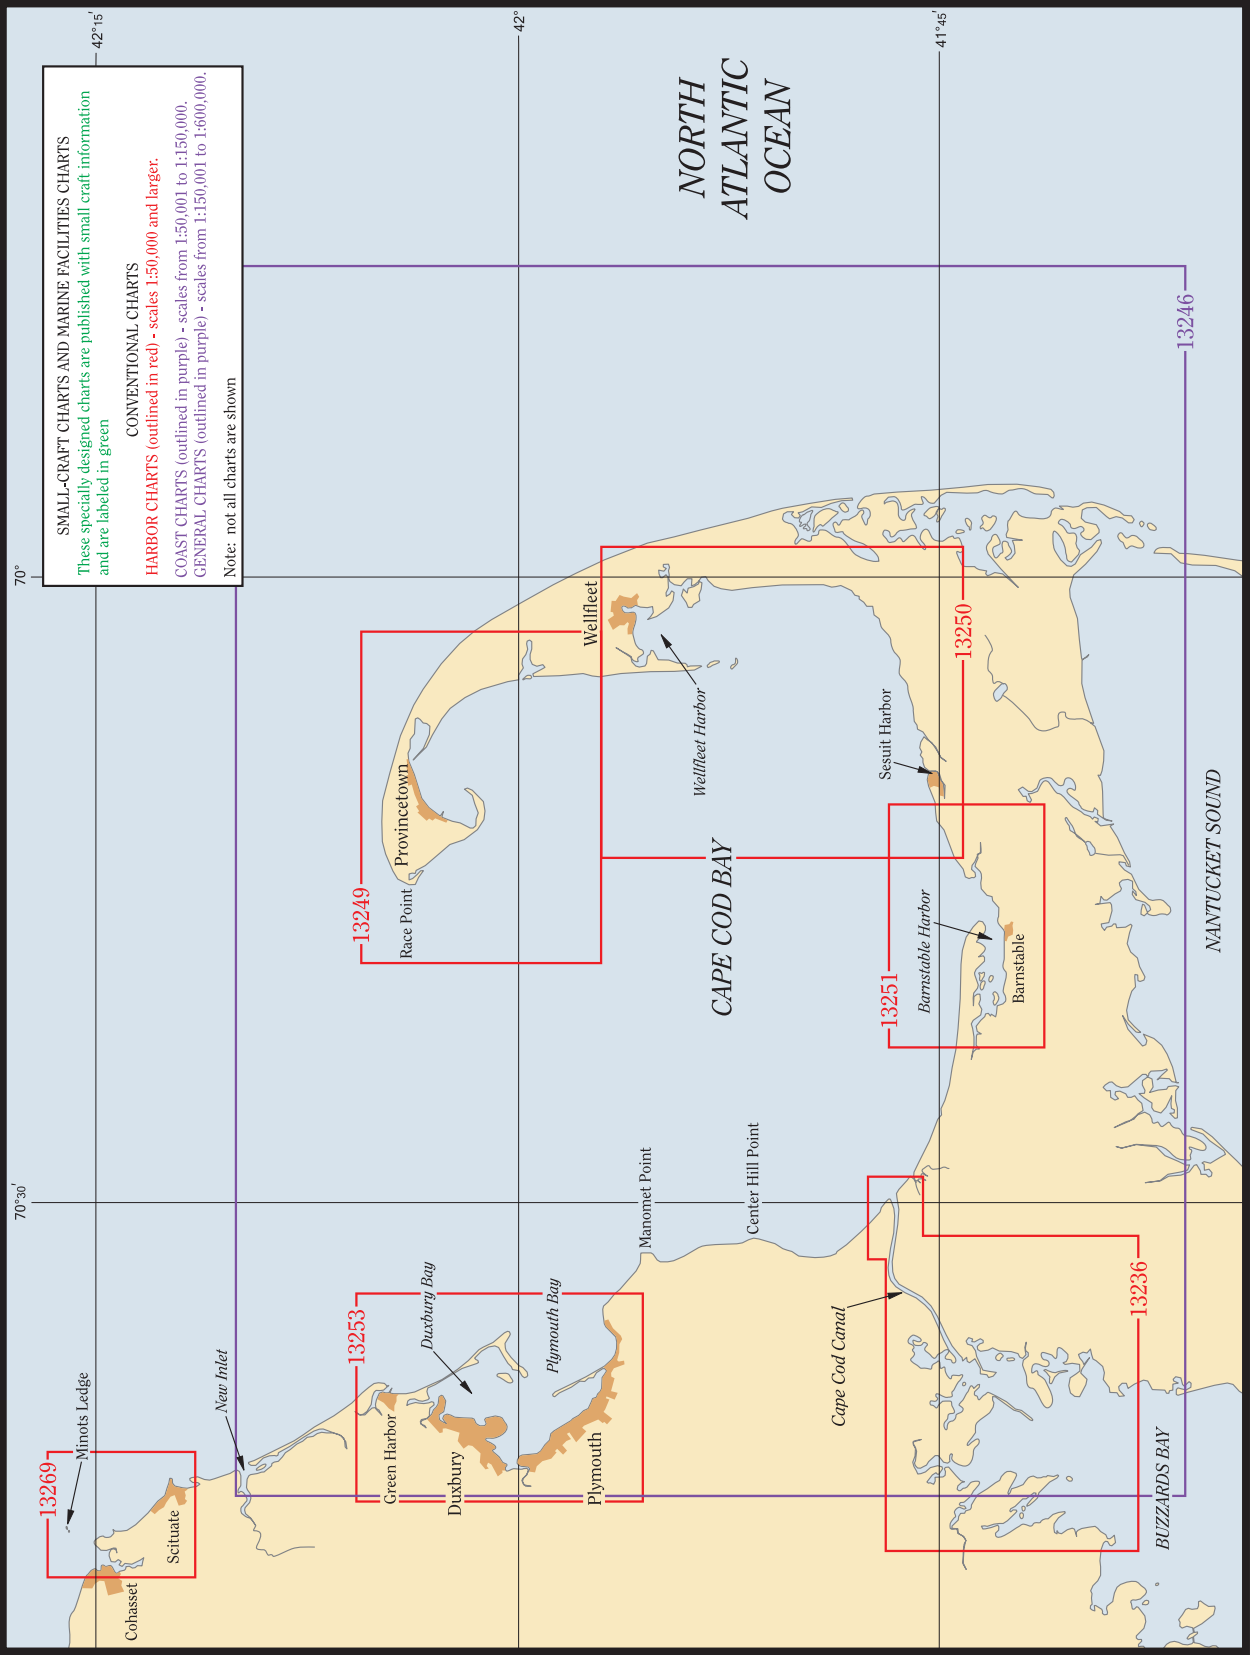 SMALL-CRAFT CHARTS AND MARINE FACILITIES CHARTS
These specially designed charts are published with small craft information
and are labeled in green
CONVENTIONAL CHARTS
HARBOR CHARTS (outlined in red) - scales 1:50,000 and larger.
COAST CHARTS (outlined in purple) - scales from 1:50,001 to 1:150,000.
GENERAL CHARTS (outlined in purple) - scales from 1:150,001 to 1:600,000.
Note: not all charts are shown
70°30′
70°
42°15′
42°
41°45′
13269
Minots Ledge
Cohasset
Scituate
New Inlet
13253
Green Harbor
Duxbury Bay
Duxbury
Plymouth Bay
Plymouth
Manomet Point
Center Hill Point
13249
Race Point
Provincetown
Wellfleet
Wellfleet Harbor
CAPE COD BAY
NORTH
ATLANTIC
OCEAN
13250
Sesuit Harbor
13251
Barnstable Harbor
Barnstable
Cape Cod Canal
13236
BUZZARDS BAY
NANTUCKET SOUND
13246